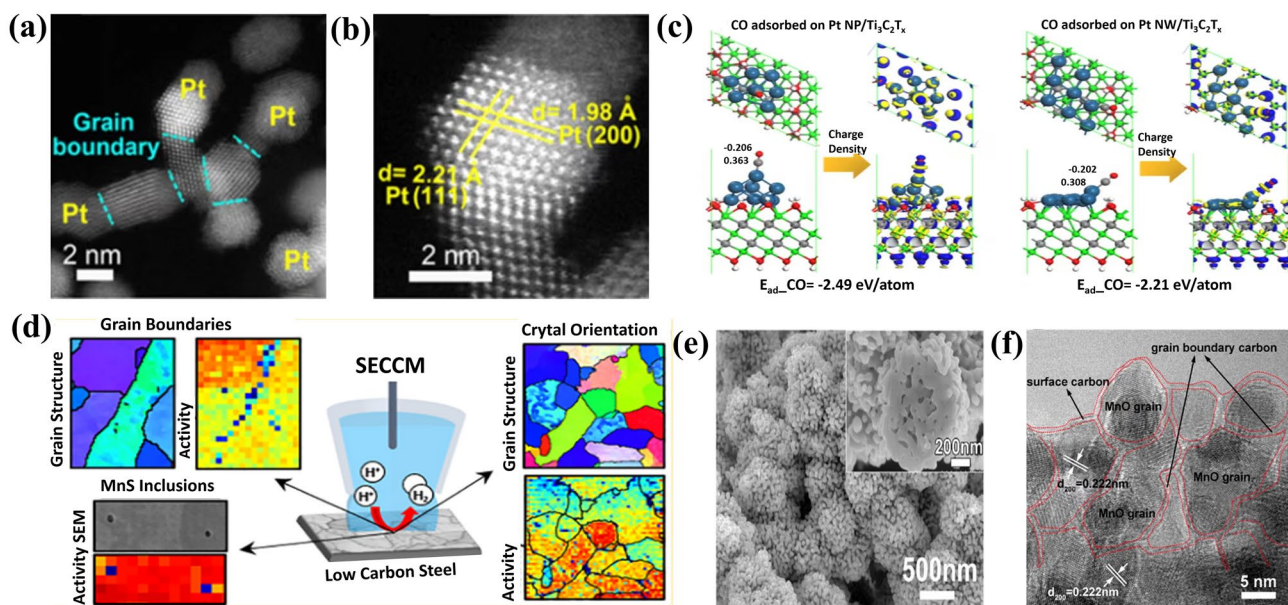 (a)
Pt
Pt
Grain
boundary
Pt
Pt
2 nm
(b)
d= 1.98 Å
Pt (200)
d= 2.21 Å
Pt (111)
2 nm
(c)
CO adsorbed on Pt NP/Ti₃C₂Tₓ
-0.206
0.363
Charge
Density
E_ad_CO= -2.49 eV/atom
CO adsorbed on Pt NW/Ti₃C₂Tₓ
-0.202
0.308
Charge
Density
E_ad_CO= -2.21 eV/atom
(d)
Grain Boundaries
Grain Structure
Activity
MnS Inclusions
Activity SEM
SECCM
H⁺
H⁺
H₂
Low Carbon Steel
Crytal Orientation
Grain Structure
Activity
(e)
200nm
500nm
(f)
grain boundary carbon
surface carbon
MnO grain
d₂₀₀=0.222nm
MnO grain
MnO grain
d₂₀₀=0.222nm
5 nm